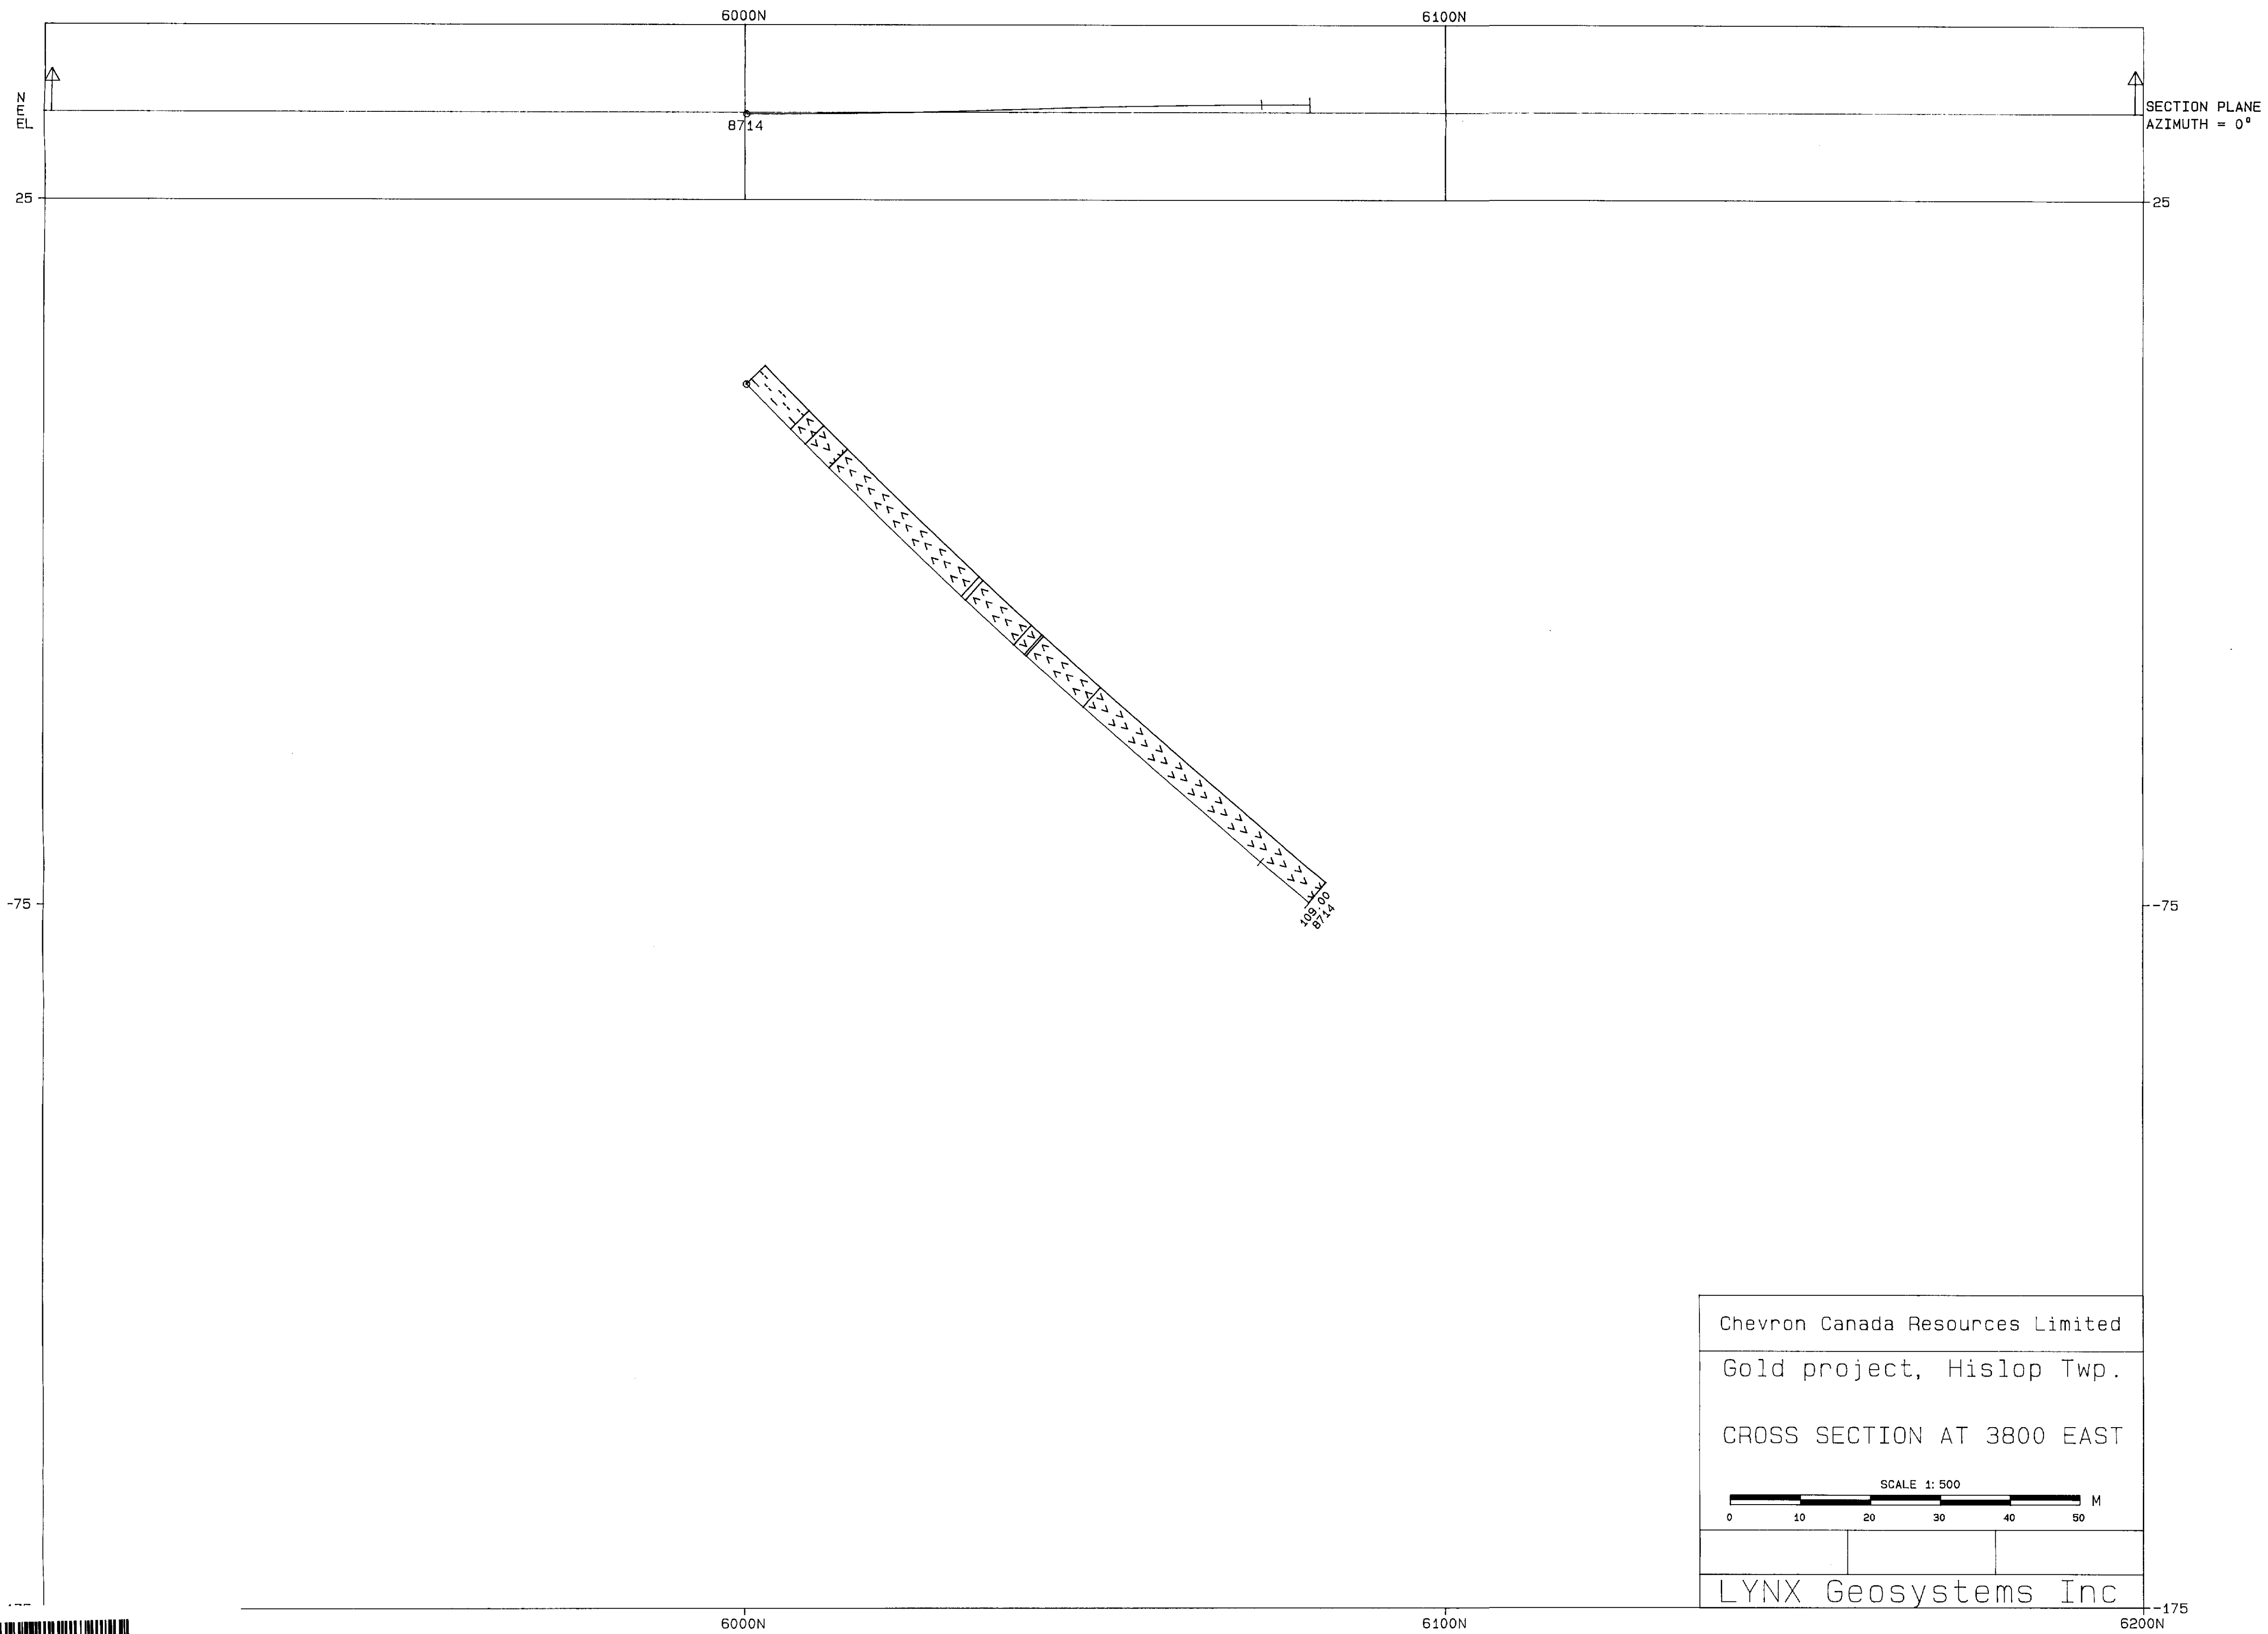 6000N 6100N
N
E
EL
8714
SECTION PLANE
AZIMUTH = 0°
25 25
-75 -75
109.00
8714
Chevron Canada Resources Limited
Gold project, Hislop Twp.
CROSS SECTION AT 3800 EAST
SCALE 1:500
M
0 10 20 30 40 50
LYNX Geosystems Inc
-175
6000N 6100N 6200N